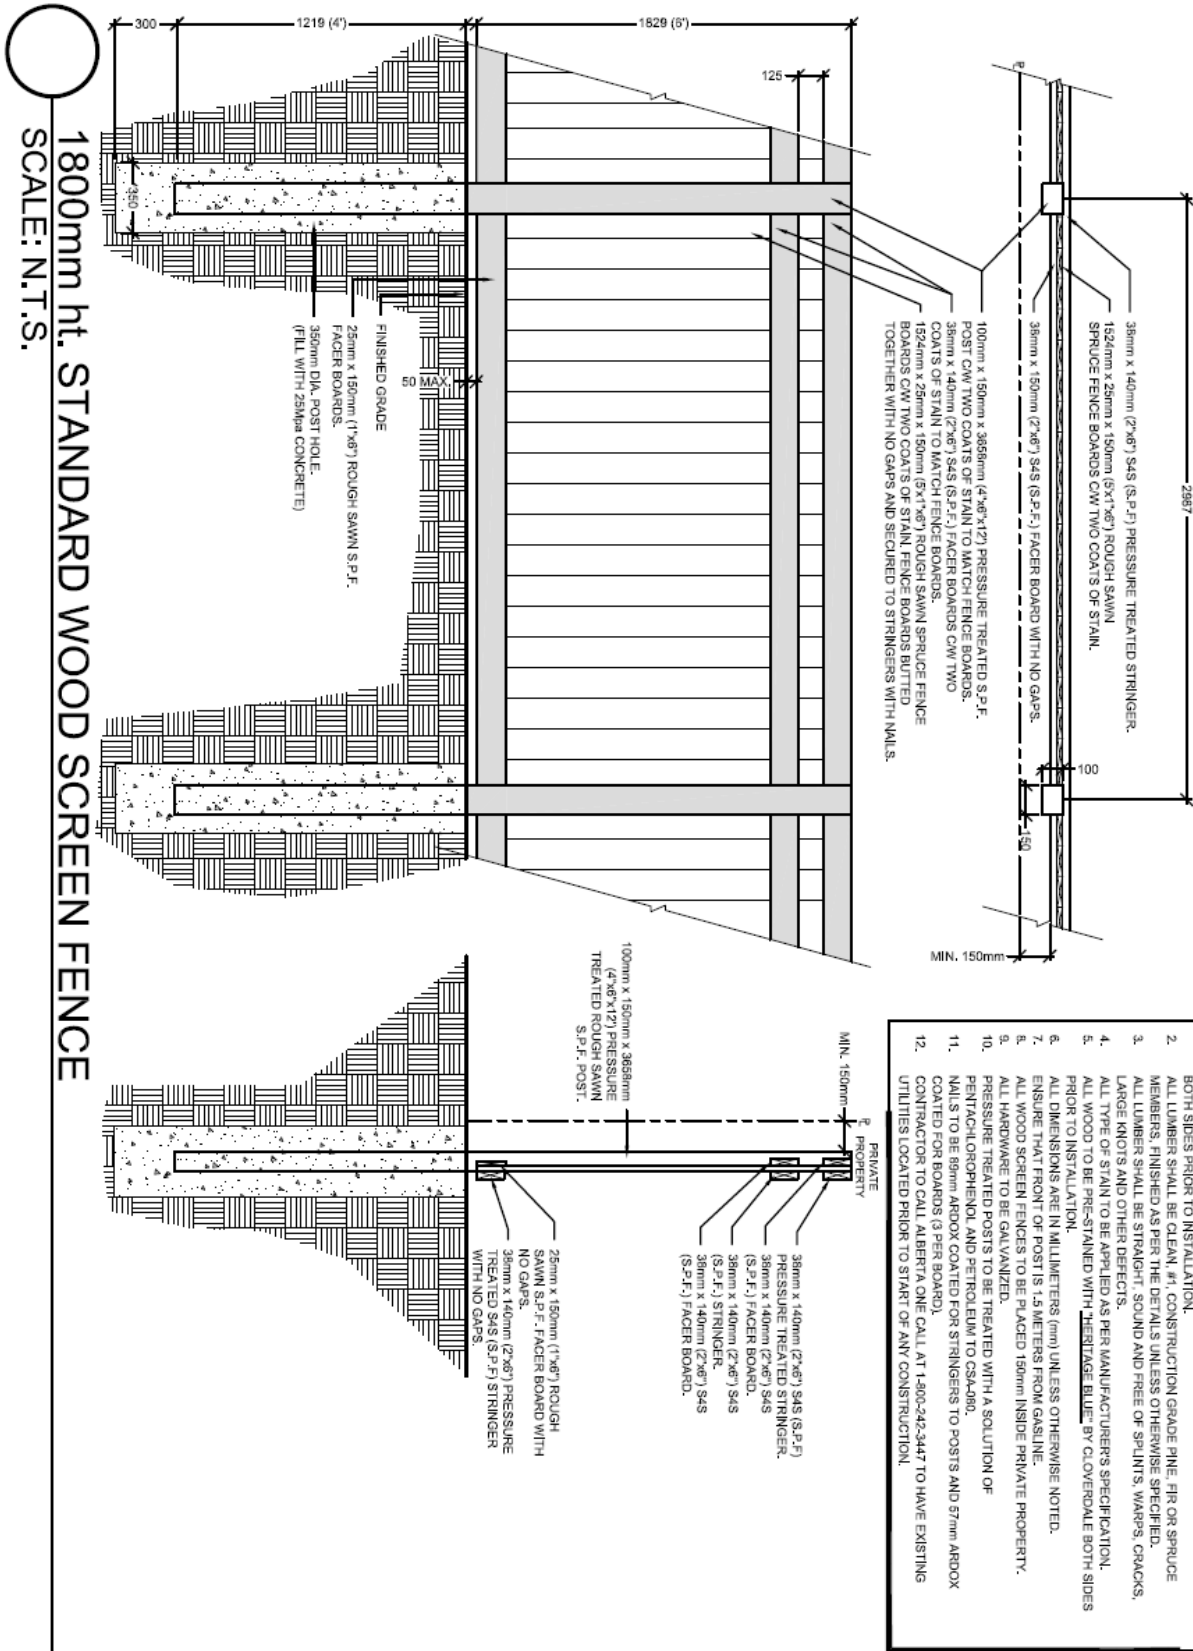 2987
38mm x 140mm (2"x6") S4S (S.P.F) PRESSURE TREATED STRINGER.
1524mm x 25mm x 150mm (5'x1"x6") ROUGH SAWN
SPRUCE FENCE BOARDS C/W TWO COATS OF STAIN.
38mm x 150mm (2"x6") S4S (S.P.F.) FACER BOARD WITH NO GAPS.
100
150
MIN. 150mm
1829 (6')
1219 (4')
300
125
350
50 MAX.
100mm x 150mm x 3658mm (4"x6"x12') PRESSURE TREATED S.P.F.
POST C/W TWO COATS OF STAIN TO MATCH FENCE BOARDS.
38mm x 140mm (2"x6") S4S (S.P.F.) FACER BOARDS C/W TWO
COATS OF STAIN TO MATCH FENCE BOARDS.
1524mm x 25mm x 150mm (5'x1"x6") ROUGH SAWN SPRUCE FENCE
BOARDS C/W TWO COATS OF STAIN. FENCE BOARDS BUTTED
TOGETHER WITH NO GAPS AND SECURED TO STRINGERS WITH NAILS.
FINISHED GRADE
25mm x 150mm (1"x6") ROUGH SAWN S.P.F.
FACER BOARDS.
350mm DIA. POST HOLE.
(FILL WITH 25Mpa CONCRETE)
BOTH SIDES PRIOR TO INSTALLATION.
2. ALL LUMBER SHALL BE CLEAN, #1, CONSTRUCTION GRADE PINE, FIR OR SPRUCE
MEMBERS, FINISHED AS PER THE DETAILS UNLESS OTHERWISE SPECIFIED.
3. ALL LUMBER SHALL BE STRAIGHT, SOUND AND FREE OF SPLINTS, WARPS, CRACKS,
LARGE KNOTS AND OTHER DEFECTS.
4. ALL TYPE OF STAIN TO BE APPLIED AS PER MANUFACTURER'S SPECIFICATION.
5. ALL WOOD TO BE PRE-STAINED WITH "HERITAGE BLUE" BY CLOVERDALE BOTH SIDES
PRIOR TO INSTALLATION.
6. ALL DIMENSIONS ARE IN MILLIMETERS (mm) UNLESS OTHERWISE NOTED.
7. ENSURE THAT FRONT OF POST IS 1.5 METERS FROM GASLINE.
8. ALL WOOD SCREEN FENCES TO BE PLACED 150mm INSIDE PRIVATE PROPERTY.
9. ALL HARDWARE TO BE GALVANIZED.
10. PRESSURE TREATED POSTS TO BE TREATED WITH A SOLUTION OF
PENTACHLOROPHENOL AND PETROLEUM TO CSA-080.
11. NAILS TO BE 89mm ARDOX COATED FOR STRINGERS TO POSTS AND 57mm ARDOX
COATED FOR BOARDS (3 PER BOARD).
12. CONTRACTOR TO CALL ALBERTA ONE CALL AT 1-800-242-3447 TO HAVE EXISTING
UTILITIES LOCATED PRIOR TO START OF ANY CONSTRUCTION.
MIN. 150mm
PRIVATE
PROPERTY
100mm x 150mm x 3658mm
(4"x6"x12') PRESSURE
TREATED ROUGH SAWN
S.P.F. POST.
38mm x 140mm (2"x6") S4S (S.P.F)
PRESSURE TREATED STRINGER.
38mm x 140mm (2"x6") S4S
(S.P.F.) FACER BOARD.
38mm x 140mm (2"x6") S4S
(S.P.F.) STRINGER.
38mm x 140mm (2"x6") S4S
(S.P.F.) FACER BOARD.
25mm x 150mm (1"x6") ROUGH
SAWN S.P.F. FACER BOARD WITH
NO GAPS.
38mm x 140mm (2"x6") PRESSURE
TREATED S4S (S.P.F) STRINGER
WITH NO GAPS.
1800mm ht. STANDARD WOOD SCREEN FENCE
SCALE: N.T.S.